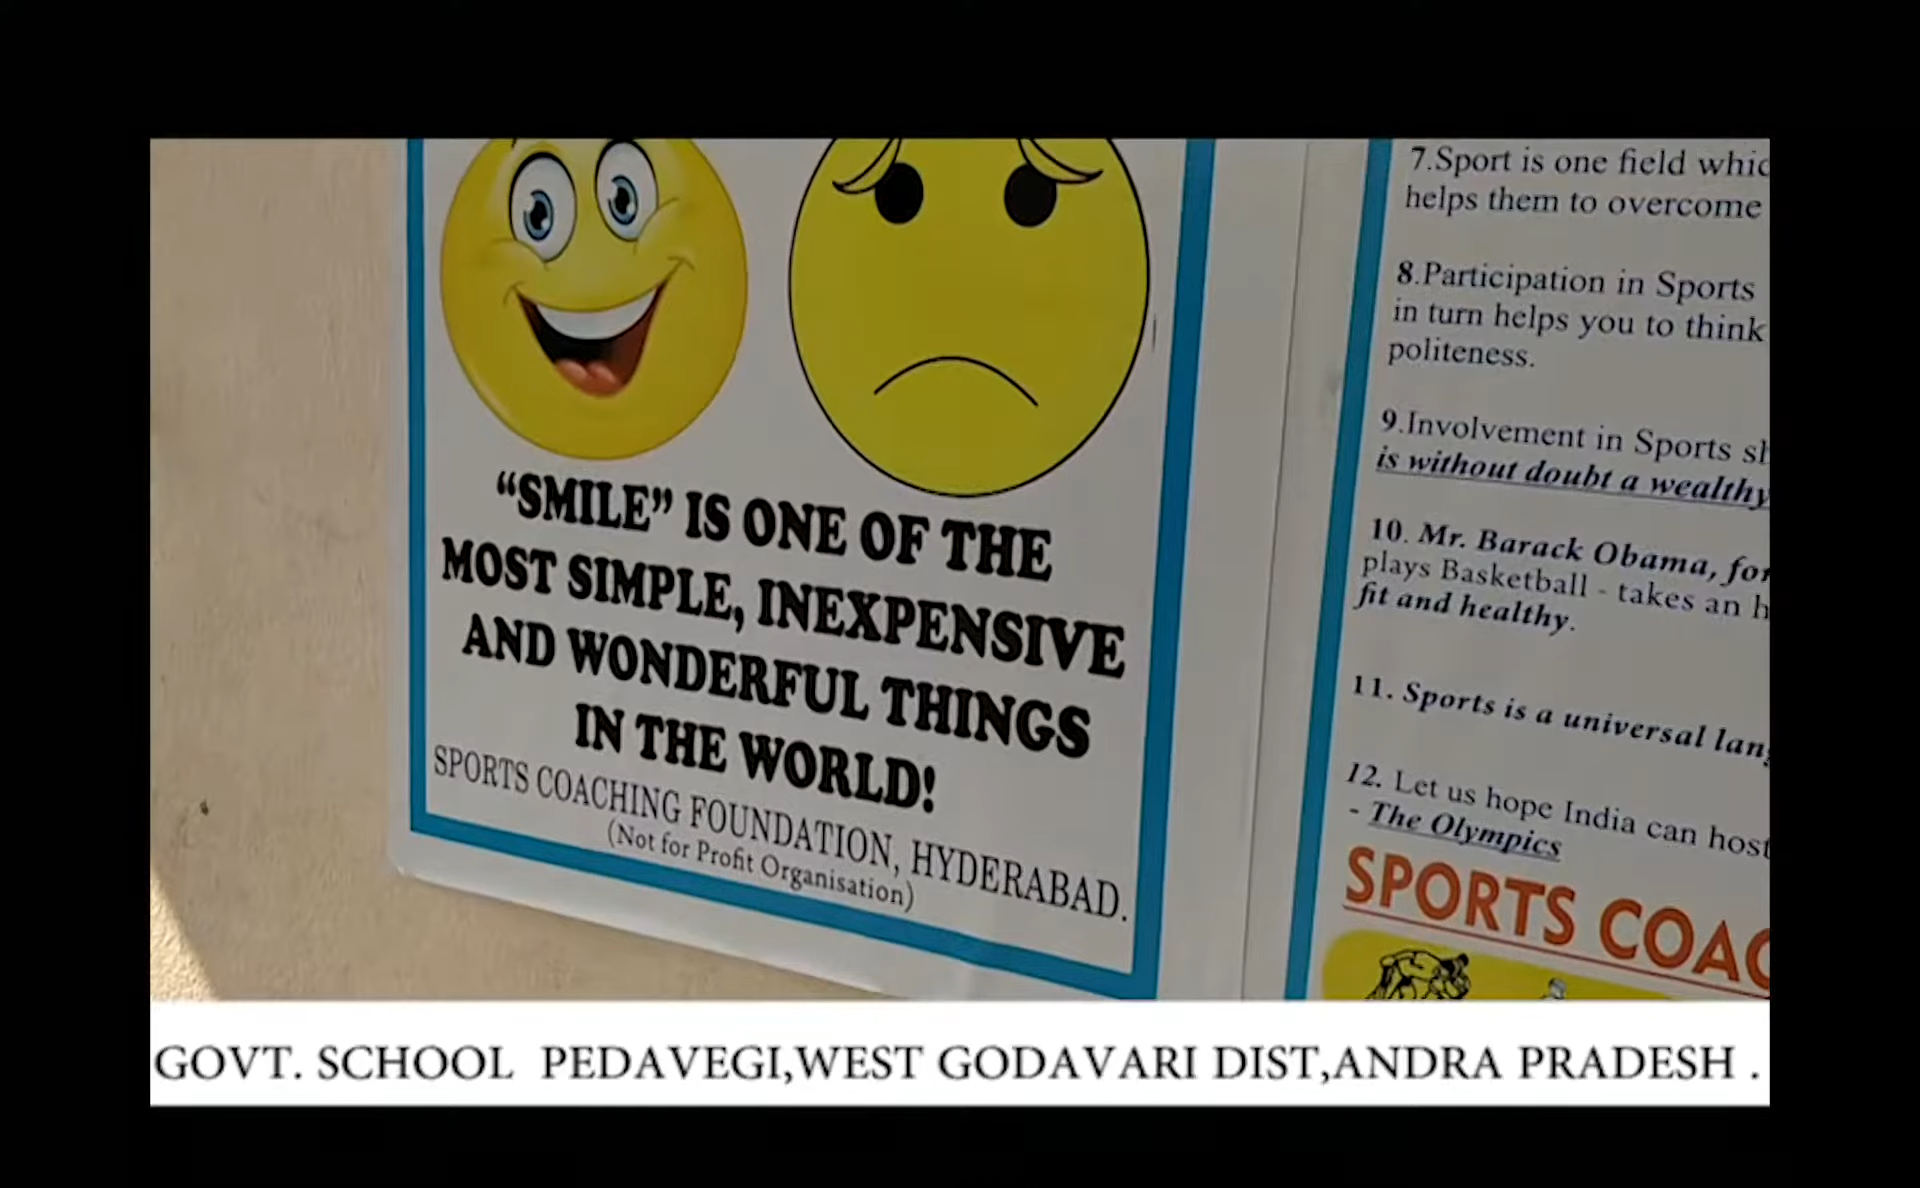 “SMILE” IS ONE OF THE
MOST SIMPLE, INEXPENSIVE
AND WONDERFUL THINGS
IN THE WORLD!
SPORTS COACHING FOUNDATION, HYDERABAD.
(Not for Profit Organisation)
7.Sport is one field
helps them to overcome
8.Participation in Sports
in turn helps you to think
politeness.
9.Involvement in Sports
is without doubt a wealthy
10. Mr. Barack Obama,
plays Basketball - takes an
fit and healthy.
11. Sports is a universal
12. Let us hope India can host
- The Olympics
SPORTS
GOVT. SCHOOL PEDAVEGI,WEST GODAVARI DIST,ANDRA PRADESH .